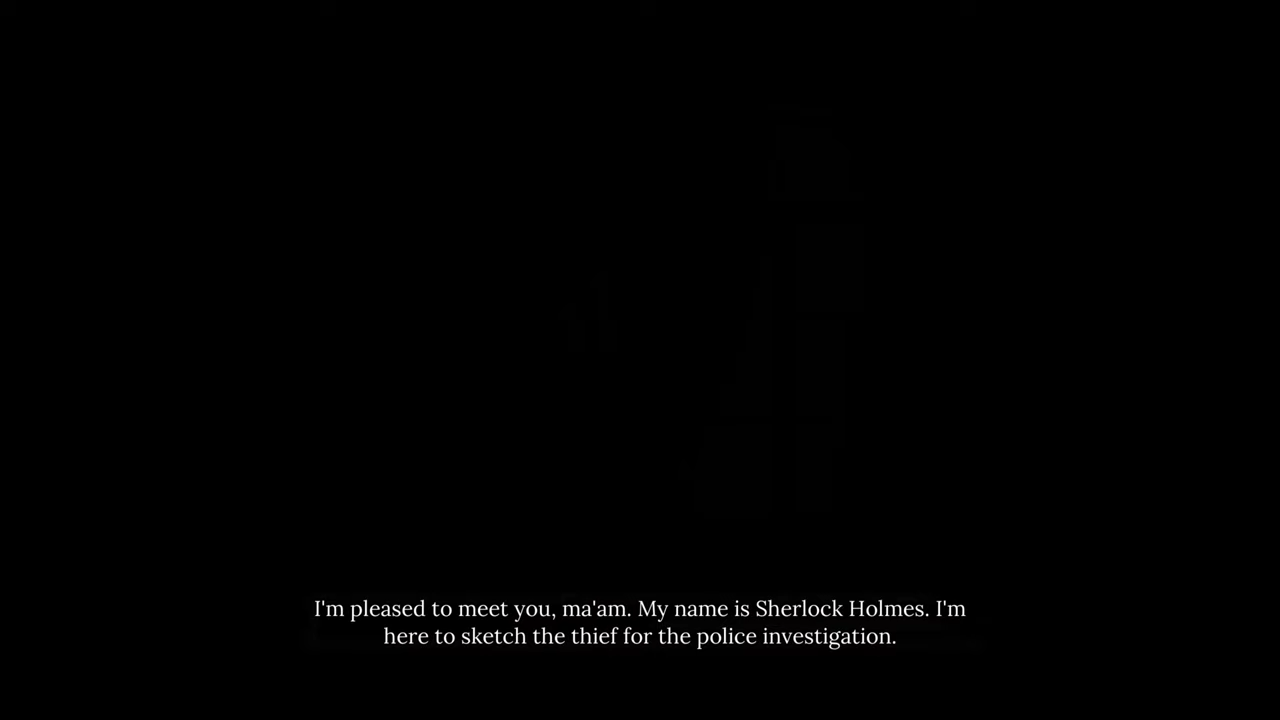 I'm pleased to meet you, ma'am. My name is Sherlock Holmes. I'm
here to sketch the thief for the police investigation.